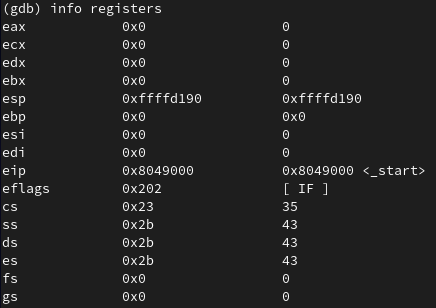 (gdb) info registers
eax 0x0 0
ecx 0x0 0
edx 0x0 0
ebx 0x0 0
esp 0xffffd190 0xffffd190
ebp 0x0 0x0
esi 0x0 0
edi 0x0 0
eip 0x8049000 0x8049000 <_start>
eflags 0x202 [ IF ]
cs 0x23 35
ss 0x2b 43
ds 0x2b 43
es 0x2b 43
fs 0x0 0
gs 0x0 0